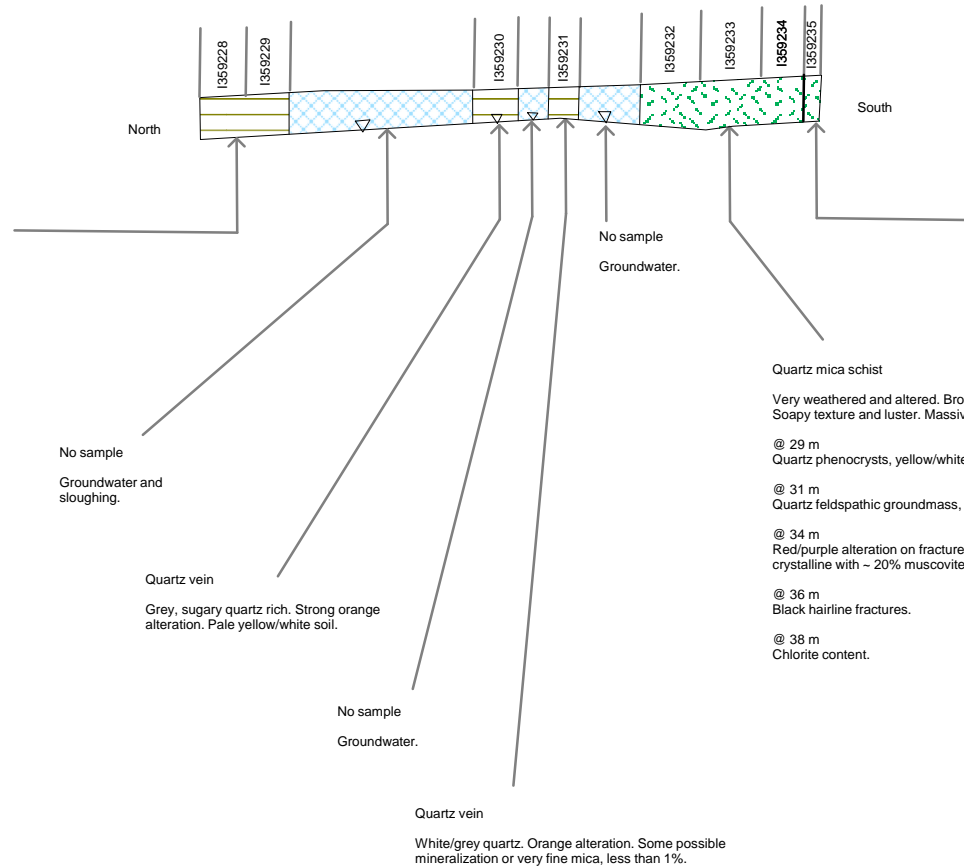 I359228
I359229
I359230
I359231
I359232
I359233
I359234
I359235
North
South
No sample
Groundwater.
Quartz mica schist
Very weathered and altered.
Soapy texture and luster.
@ 29 m
Quartz phenocrysts,
@ 31 m
Quartz feldspathic groundmass,
@ 34 m
Red/purple alteration on
crystalline with ~ 20% muscovite
@ 36 m
Black hairline fractures.
@ 38 m
Chlorite content.
No sample
Groundwater and
sloughing.
Quartz vein
Grey, sugary quartz rich. Strong orange
alteration. Pale yellow/white soil.
No sample
Groundwater.
Quartz vein
White/grey quartz. Orange alteration. Some possible
mineralization or very fine mica, less than 1%.